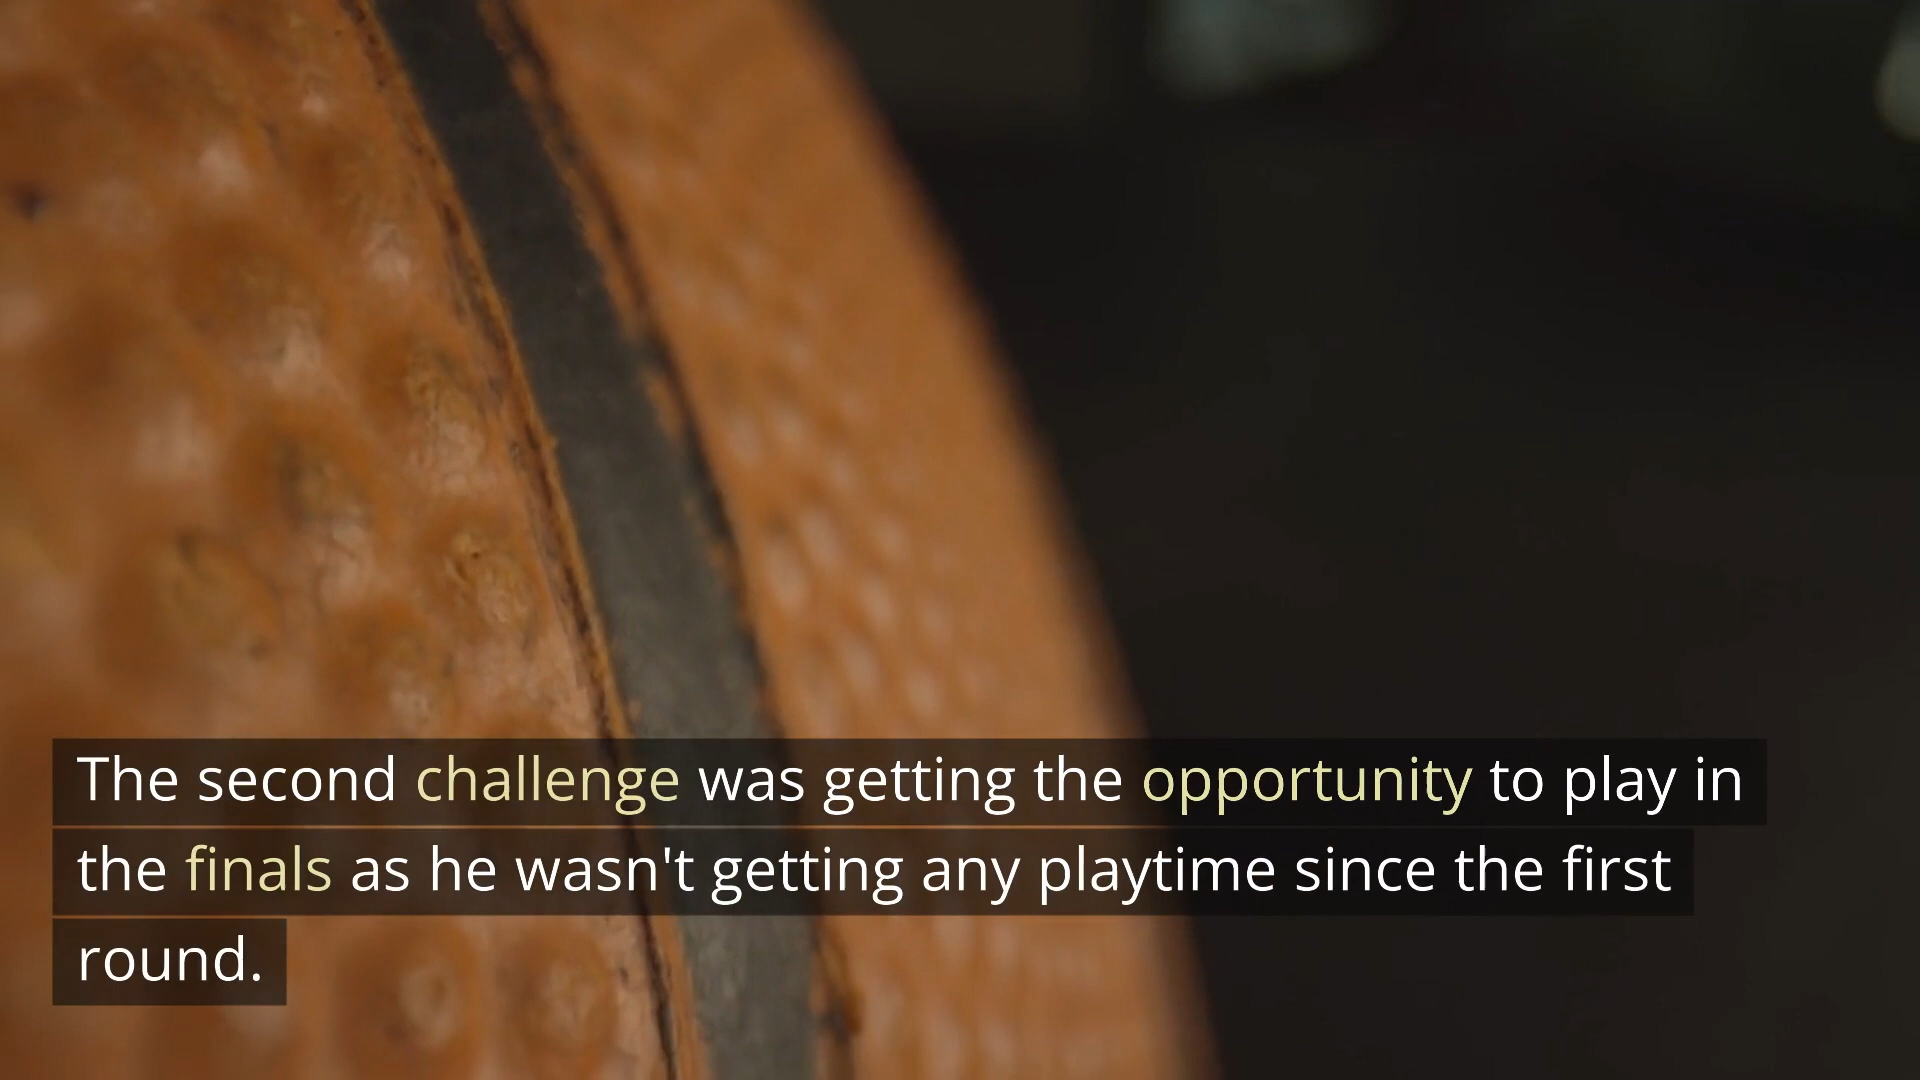 The second challenge was getting the opportunity to play in
the finals as he wasn't getting any playtime since the first
round.